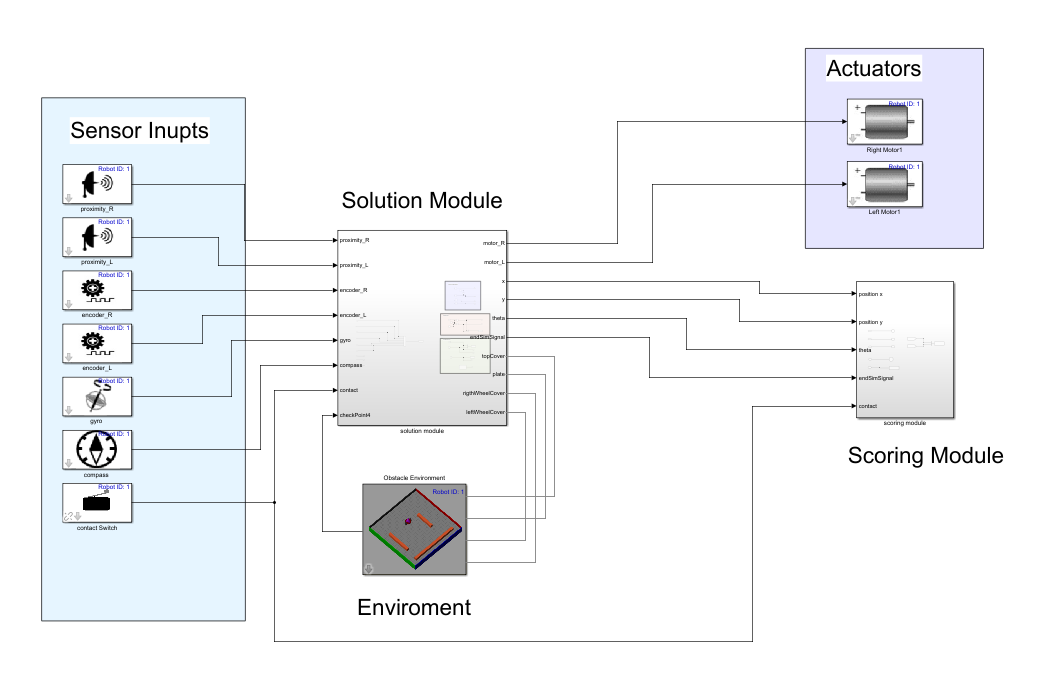 Actuators
Robot ID: 1
Right Motor1
Robot ID: 1
Left Motor1
Sensor Inupts
Robot ID: 1
proximity_R
Robot ID: 1
proximity_L
Robot ID: 1
encoder_R
Robot ID: 1
encoder_L
Robot ID: 1
gyro
Robot ID: 1
compass
Robot ID: 1
contact Switch
Solution Module
proximity_R
proximity_L
encoder_R
encoder_L
gyro
compass
contact
checkPoint4
motor_R
motor_L
x
y
theta
endSimSignal
topCover
plate
rigthWheelCover
leftWheelCover
solution module
position x
position y
theta
endSimSignal
contact
scoring module
Scoring Module
Obstacle Environment
Robot ID: 1
Enviroment